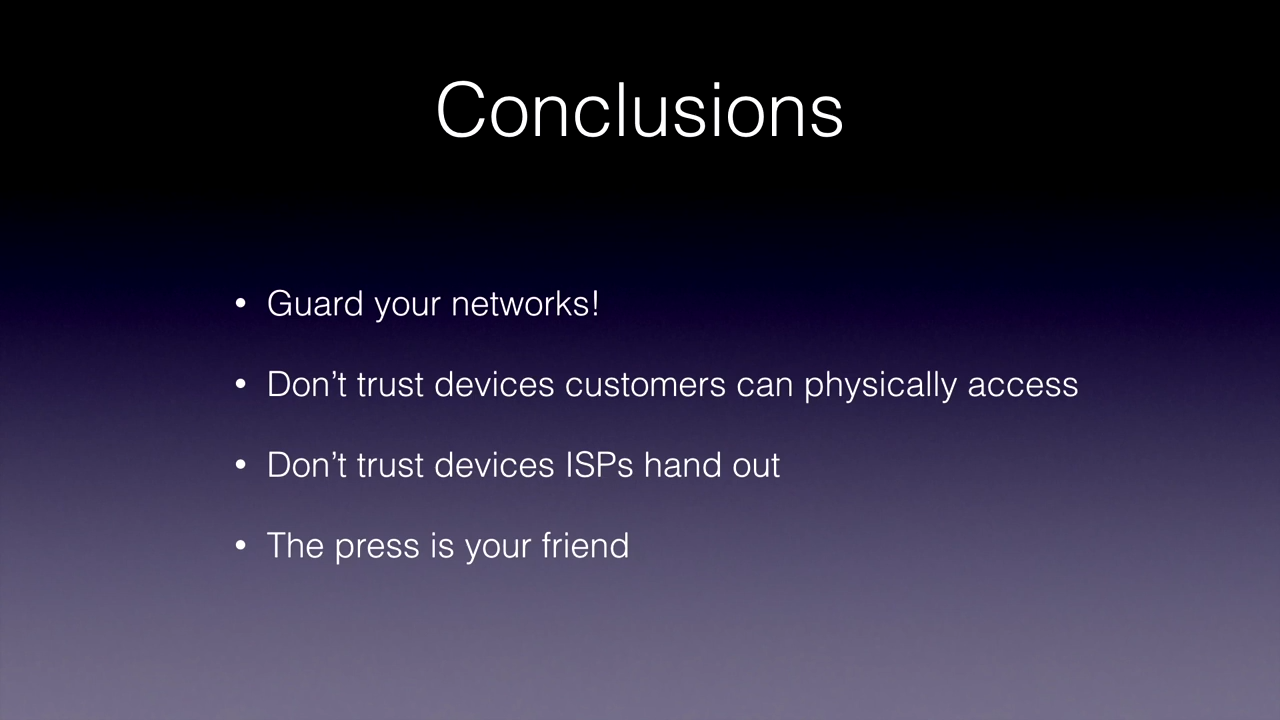 Conclusions
• Guard your networks!
• Don’t trust devices customers can physically access
• Don’t trust devices ISPs hand out
• The press is your friend